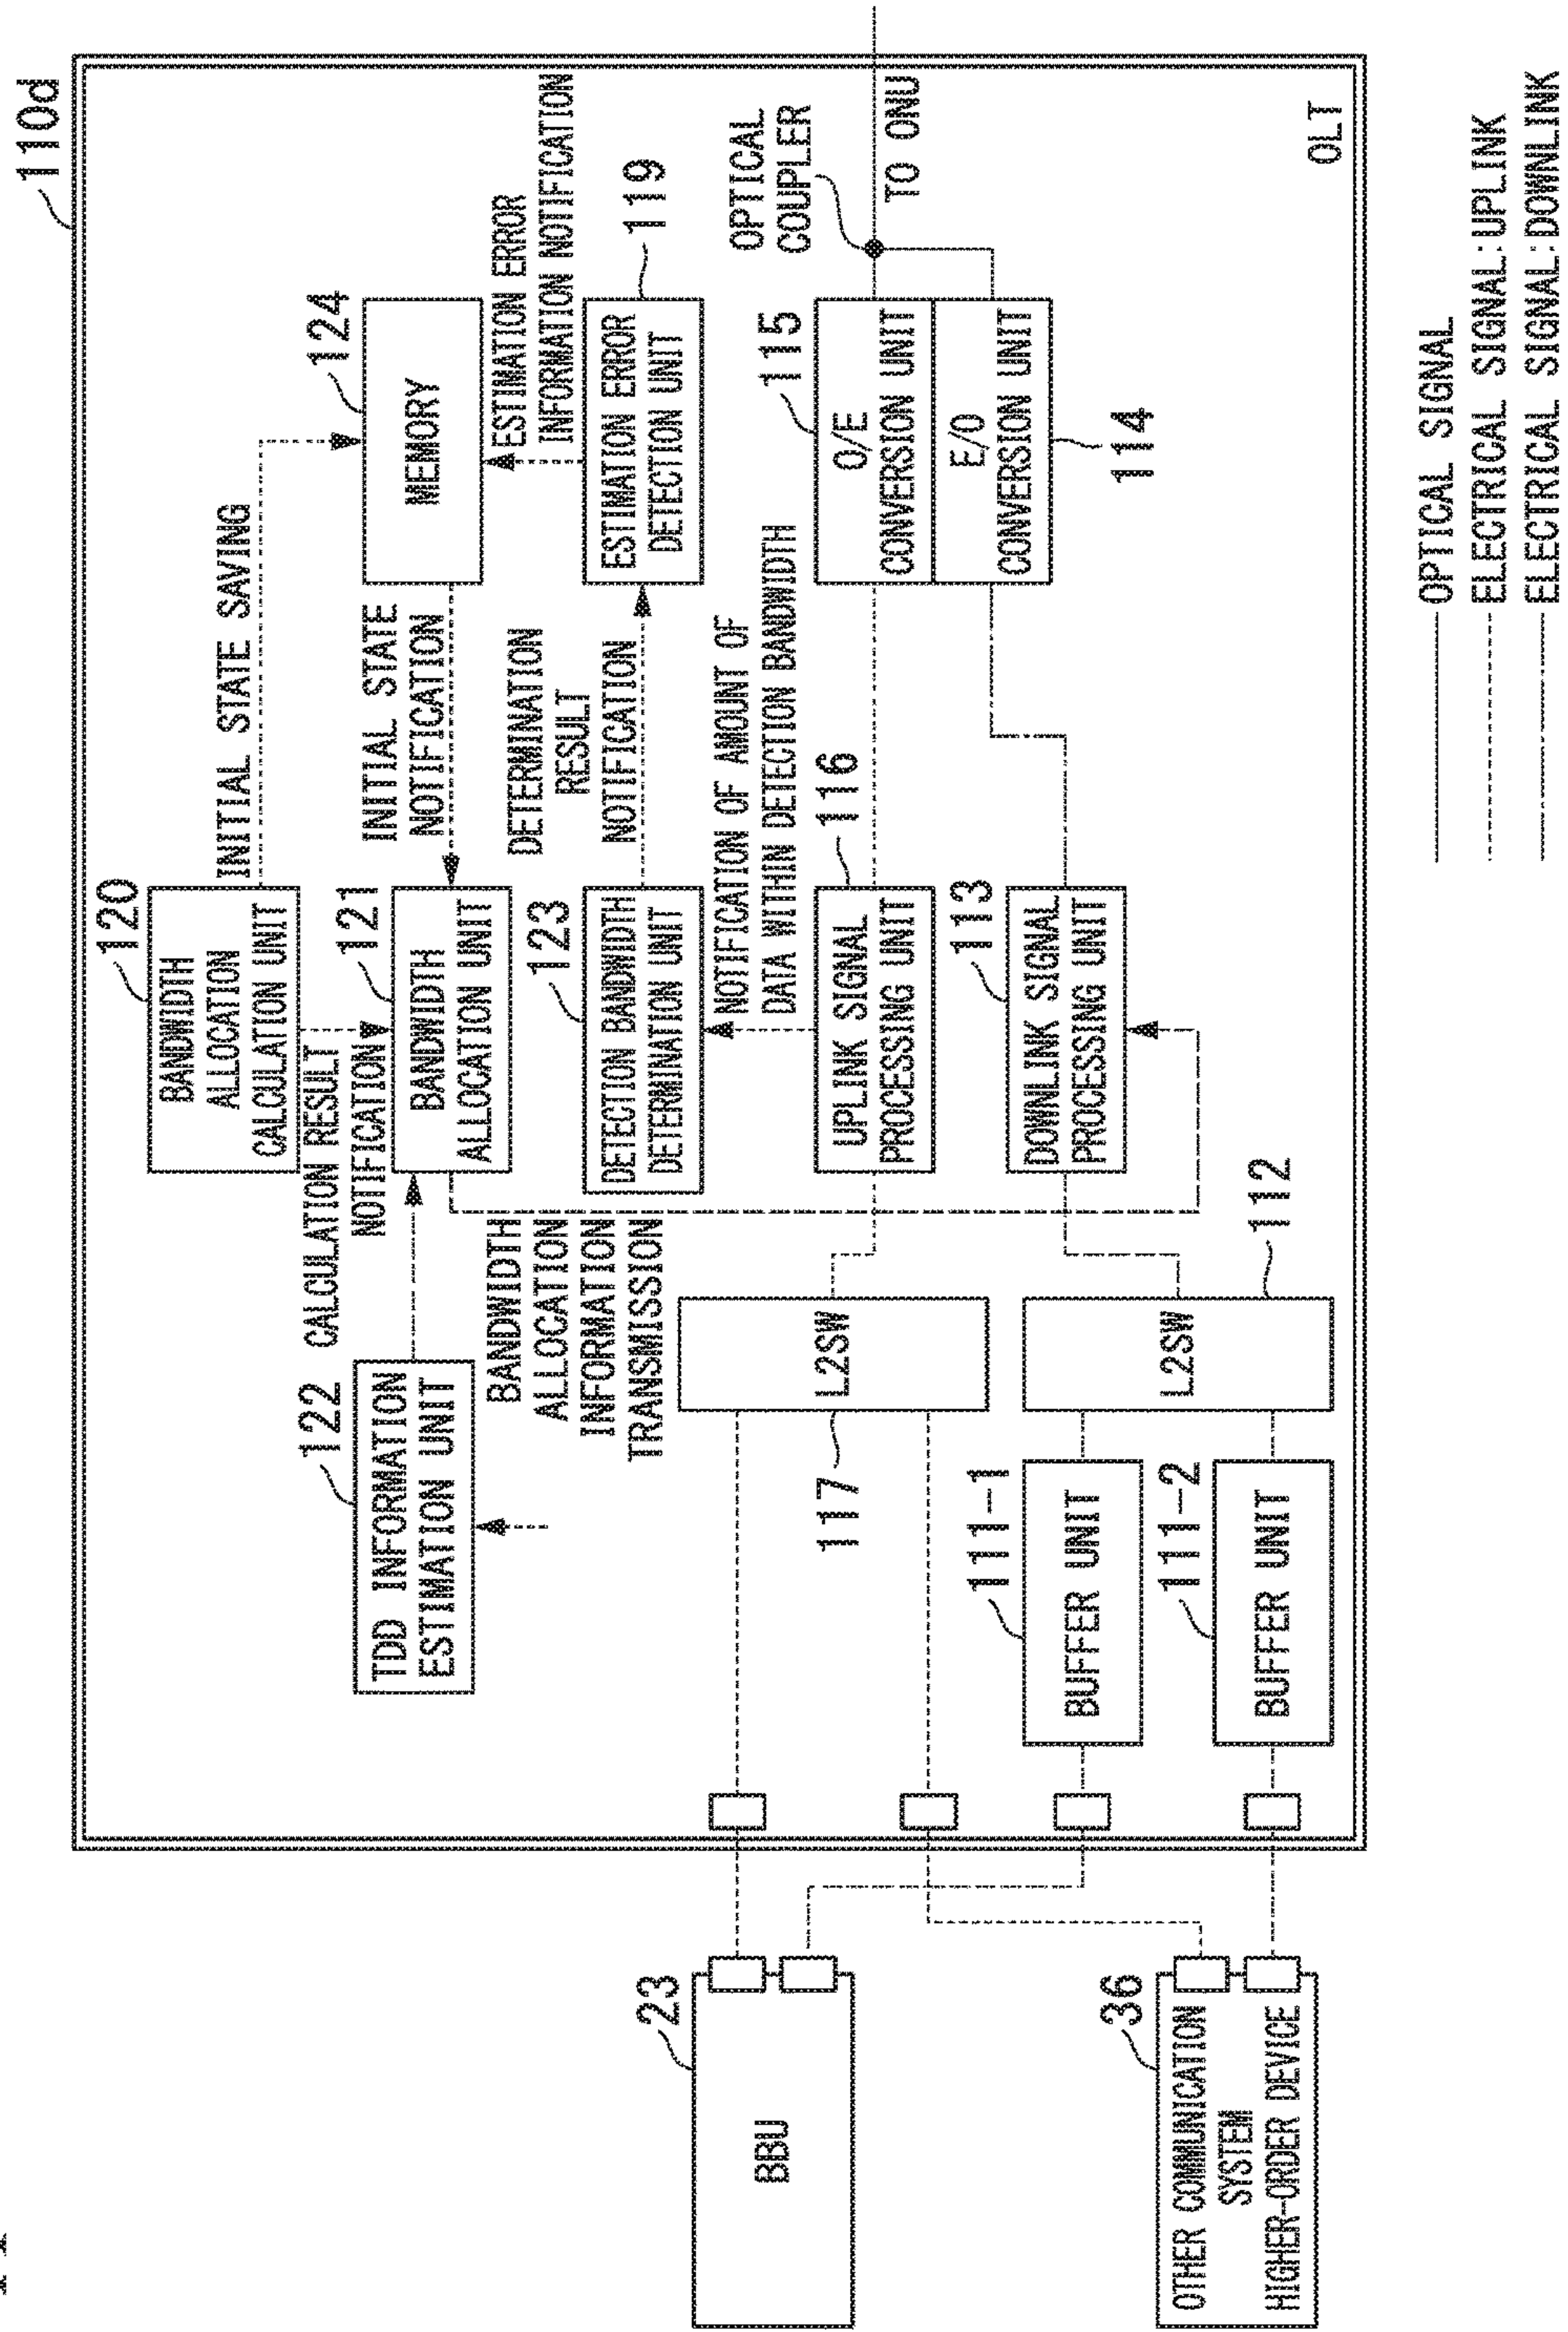 110d
120
BANDWIDTH
ALLOCATION
CALCULATION UNIT
INITIAL STATE SAVING
124
MEMORY
122
TDD INFORMATION
ESTIMATION UNIT
CALCULATION RESULT
NOTIFICATION
121
BANDWIDTH
ALLOCATION UNIT
INITIAL STATE
NOTIFICATION
ESTIMATION ERROR
INFORMATION NOTIFICATION
BANDWIDTH
ALLOCATION
INFORMATION
TRANSMISSION
123
DETECTION BANDWIDTH
DETERMINATION UNIT
DETERMINATION
RESULT
NOTIFICATION
119
ESTIMATION ERROR
DETECTION UNIT
NOTIFICATION OF AMOUNT OF
DATA WITHIN DETECTION BANDWIDTH
OPTICAL
COUPLER
23
BBU
L2SW
117
116
UPLINK SIGNAL
PROCESSING UNIT
115
O/E
CONVERSION UNIT
TO ONU
E/O
CONVERSION UNIT
114
111-1
BUFFER UNIT
113
DOWNLINK SIGNAL
PROCESSING UNIT
36
OTHER COMMUNICATION
SYSTEM
HIGHER-ORDER DEVICE
111-2
BUFFER UNIT
L2SW
112
OLT
OPTICAL SIGNAL
ELECTRICAL SIGNAL:UPLINK
ELECTRICAL SIGNAL:DOWNLINK